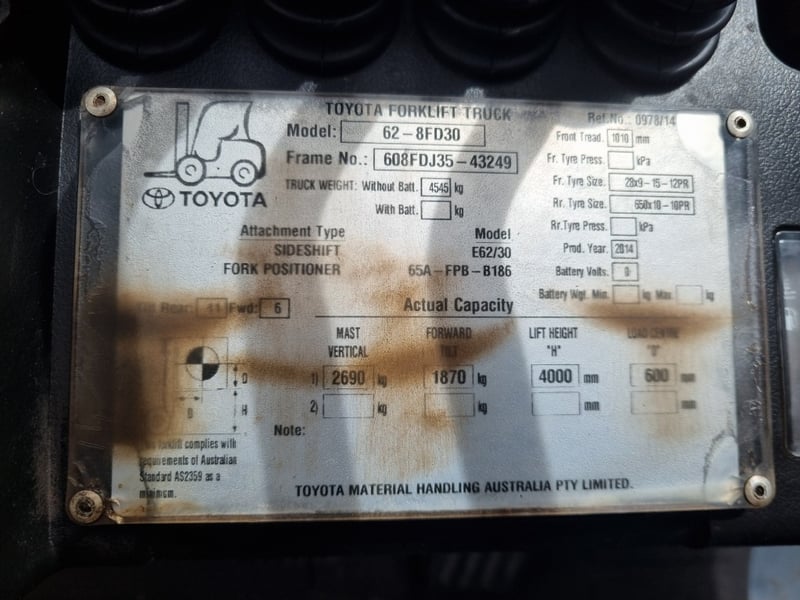 TOYOTA FORKLIFT TRUCK
Ref.No.: 0978/14
Model: 62-8FD30
Frame No.: 608FDJ35-43249
TOYOTA
TRUCK WEIGHT: Without Batt. 4545 kg
With Batt. kg
Front Tread. 1010 mm
Fr. Tyre Press. kPa
Fr. Tyre Size. 28x9-15-12PR
Rr. Tyre Size. 650x10-10PR
Rr.Tyre Press. kPa
Prod. Year. 2014
Battery Volts. 0
Battery Wgt. Min. kg Max. kg
Attachment Type Model
SIDESHIFT E62/30
FORK POSITIONER 65A-FPB-B186
Rear: 11 Fwd: 6
Actual Capacity
MAST VERTICAL
FORWARD TILT
LIFT HEIGHT "H"
LOAD CENTRE "D"
1) 2690 kg 1870 kg 4000 mm 600 mm
2) kg kg mm mm
D
D H
Note:
This forklift complies with
requirements of Australian
Standard AS2359 as a
minimum.
TOYOTA MATERIAL HANDLING AUSTRALIA PTY LIMITED.